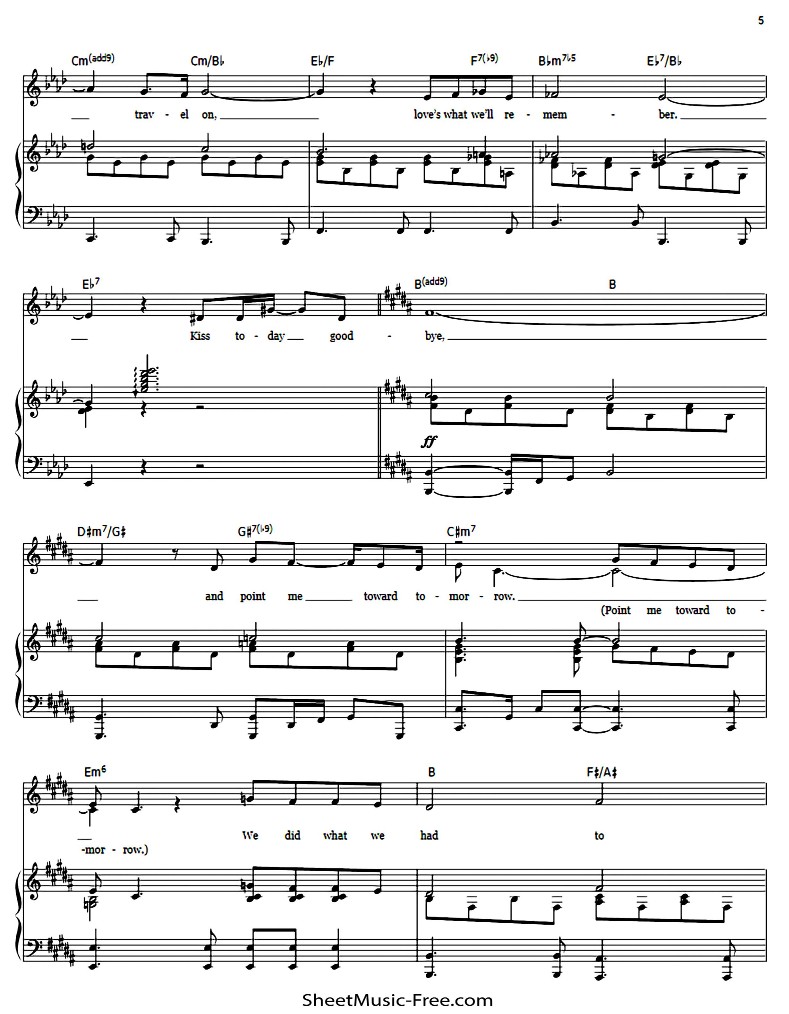 5
Cm(add9) Cm/B♭ E♭/F F7(♭9) B♭m7♭5 E♭7/B♭
trav - el on, love's what we'll re - mem - ber.
E♭7 B(add9) B
Kiss to - day good - bye,
ff
D♯m7/G♯ G♯7(♭9) C♯m7
and point me toward to - mor - row.
(Point me toward to -
Em6 B F♯/A♯
We did what we had to
-mor - row.)
SheetMusic-Free.com